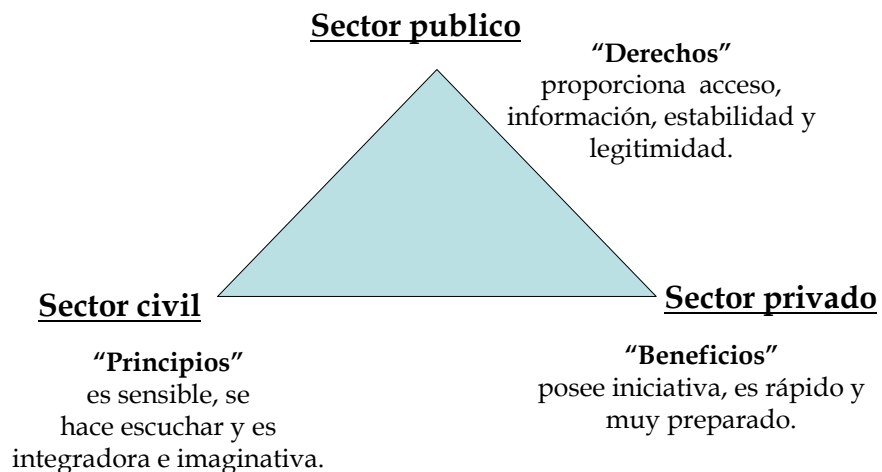 Sector publico
“Derechos”
proporciona acceso,
información, estabilidad y
legitimidad.
Sector civil
“Principios”
es sensible, se
hace escuchar y es
integradora e imaginativa.
Sector privado
“Beneficios”
posee iniciativa, es rápido y
muy preparado.